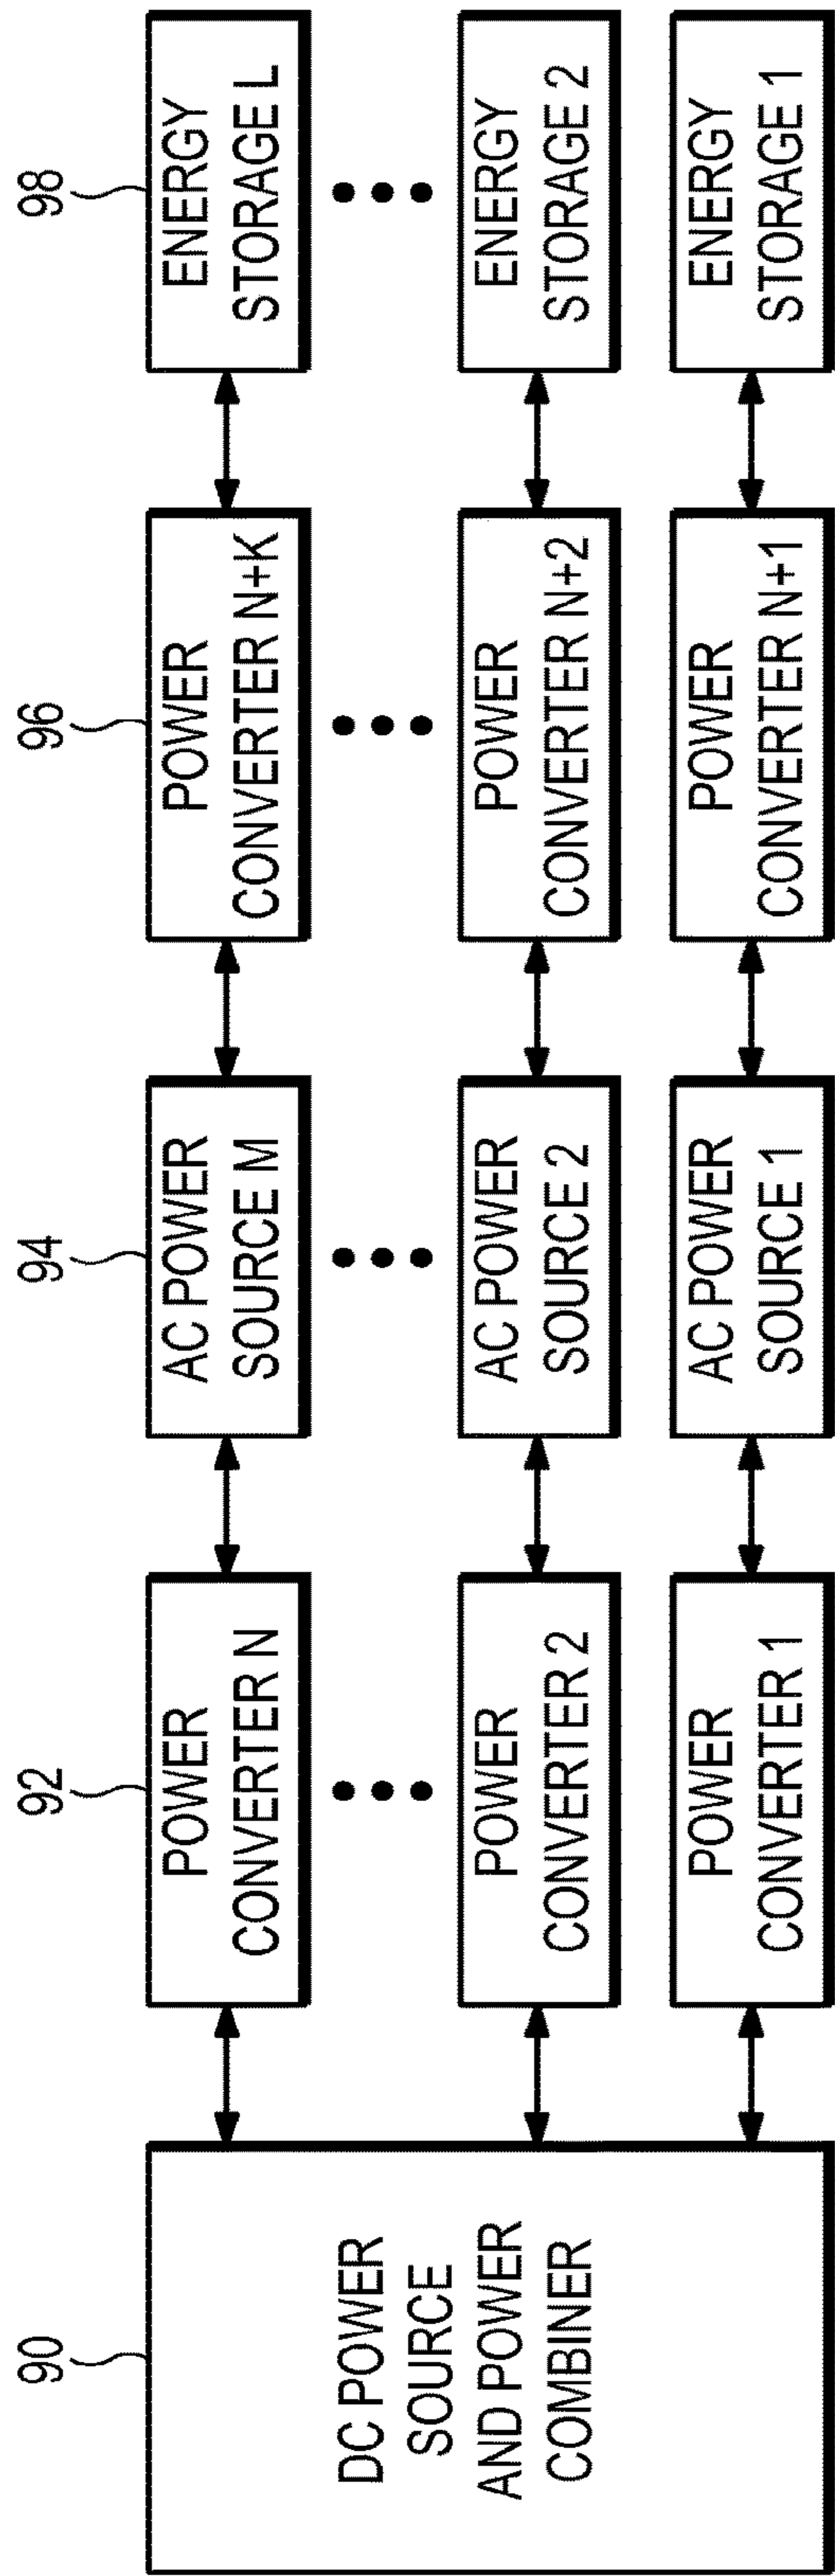 90
92
94
96
98
DC POWER
SOURCE
AND POWER
COMBINER
POWER
CONVERTER N
AC POWER
SOURCE M
POWER
CONVERTER N+K
ENERGY
STORAGE L
POWER
CONVERTER 2
AC POWER
SOURCE 2
POWER
CONVERTER N+2
ENERGY
STORAGE 2
POWER
CONVERTER 1
AC POWER
SOURCE 1
POWER
CONVERTER N+1
ENERGY
STORAGE 1